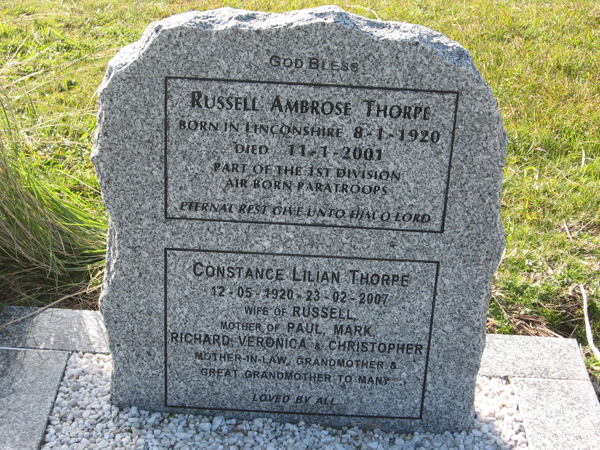 GOD BLESS
RUSSELL AMBROSE THORPE
BORN IN LINCONSHIRE 8-1-1920
DIED 11-1-2001
PART OF THE 1ST DIVISION
AIR BORN PARATROOPS
ETERNAL REST GIVE UNTO HIM O LORD
CONSTANCE LILIAN THORPE
12-05-1920-23-02-2007
WIFE OF RUSSELL
MOTHER OF PAUL, MARK,
RICHARD, VERONICA & CHRISTOPHER
MOTHER-IN-LAW, GRANDMOTHER &
GREAT GRANDMOTHER TO MANY
LOVED BY ALL